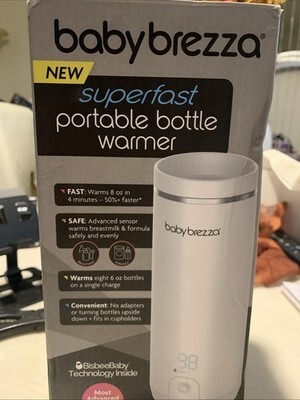 babybrezza®
NEW
superfast
portable bottle
warmer
FAST: Warms 8 oz in
4 minutes – 50%+ faster*
SAFE: Advanced sensor
warms breastmilk & formula
safely and evenly
Warms eight 6 oz bottles
on a single charge
Convenient: No adapters
or turning bottles upside
down + fits in cupholders
BisbeeBaby
Technology Inside
Most
Advanced
babybrezza
98